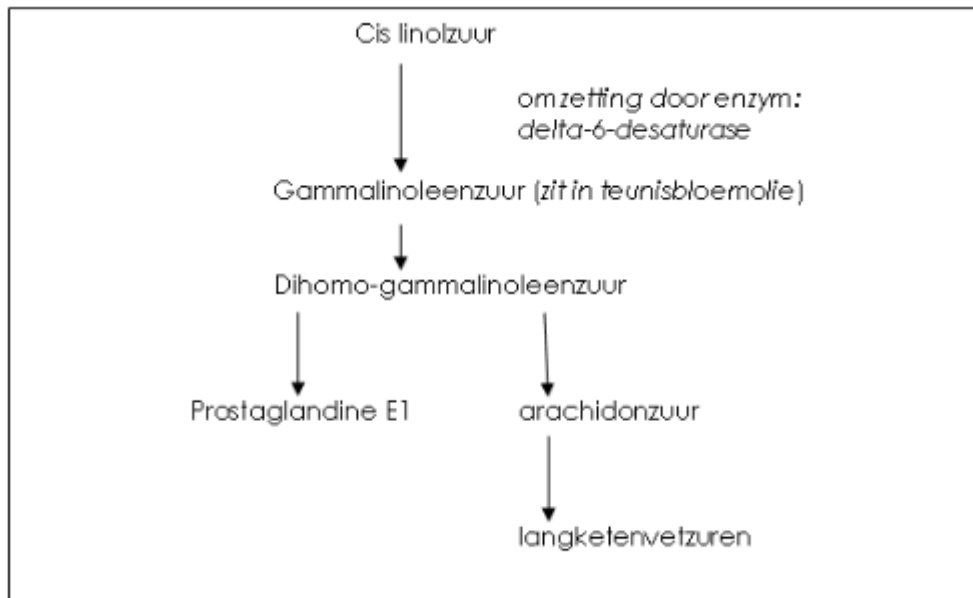 Cis linolzuur
omzetting door enzym:
delta-6-desaturase
Gammalinoleenzuur (zit in teunisbloemolie)
Dihomo-gammalinoleenzuur
Prostaglandine E1
arachidonzuur
langketenvetzuren